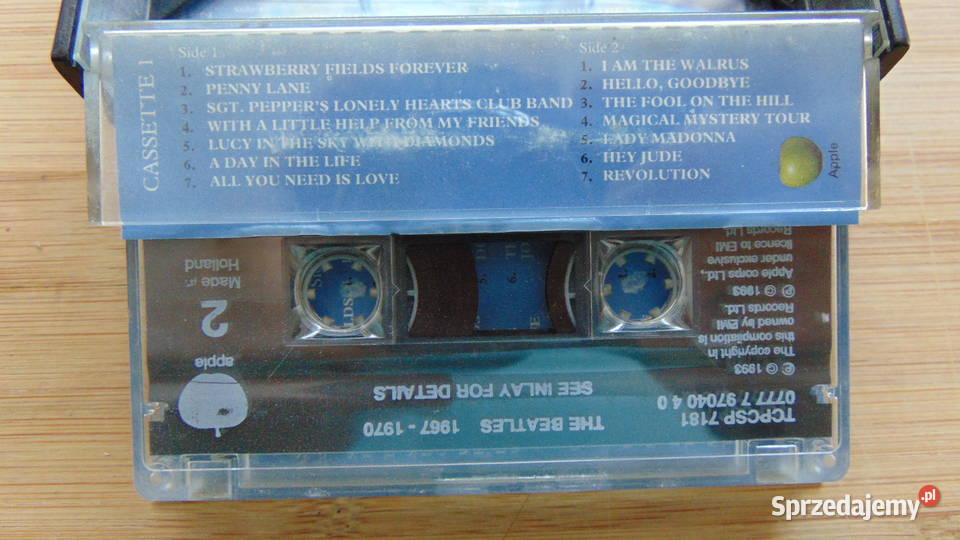 CASSETTE 1
Side 1
1. STRAWBERRY FIELDS FOREVER
2. PENNY LANE
3. SGT. PEPPER'S LONELY HEARTS CLUB BAND
4. WITH A LITTLE HELP FROM MY FRIENDS
5. LUCY IN THE SKY WITH DIAMONDS
6. A DAY IN THE LIFE
7. ALL YOU NEED IS LOVE
Side 2
1. I AM THE WALRUS
2. HELLO, GOODBYE
3. THE FOOL ON THE HILL
4. MAGICAL MYSTERY TOUR
5. LADY MADONNA
6. HEY JUDE
7. REVOLUTION
Apple
TCPCSP 7181
0777 7 97040 4 0
℗ © 1993
The copyright in
this compilation is
owned by EMI
Records Ltd.
℗ © 1993
Apple corps Ltd.,
under exclusive
licence to EMI
Records Ltd.
THE BEATLES 1967 - 1970
SEE INLAY FOR DETAILS
apple
2
Made in
Holland
Sprzedajemy.pl